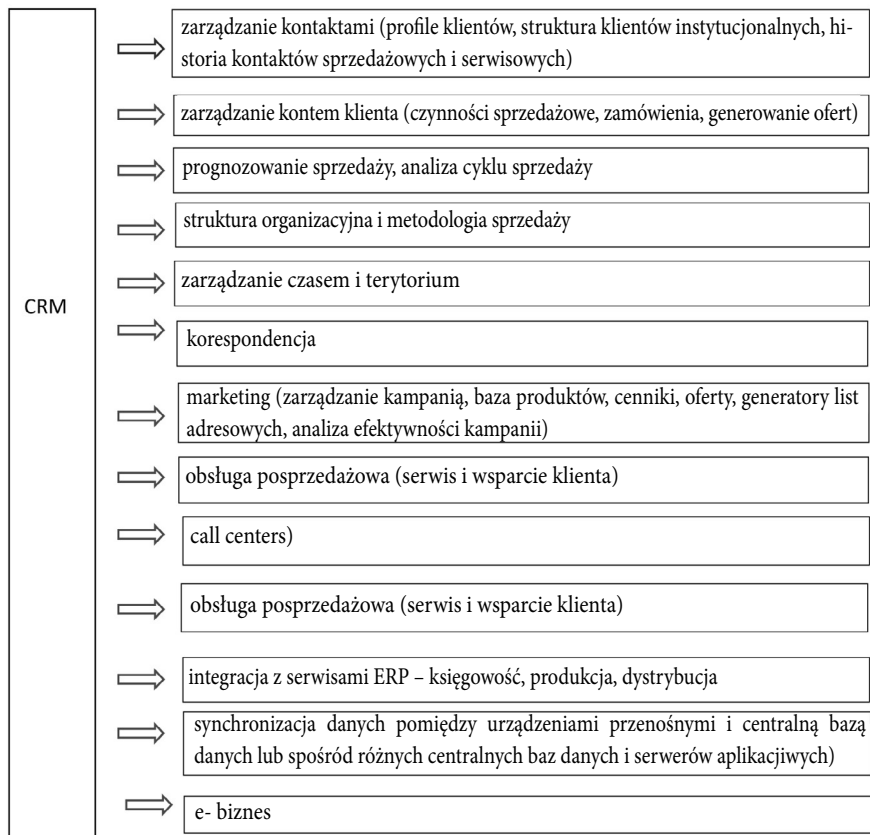 zarządzanie kontaktami (profile klientów, struktura klientów instytucjonalnych, hi-
storia kontaktów sprzedażowych i serwisowych)
zarządzanie kontem klienta (czynności sprzedażowe, zamówienia, generowanie ofert)
prognozowanie sprzedaży, analiza cyklu sprzedaży
struktura organizacyjna i metodologia sprzedaży
zarządzanie czasem i terytorium
CRM
korespondencja
marketing (zarządzanie kampanią, baza produktów, cenniki, oferty, generatory list
adresowych, analiza efektywności kampanii)
obsługa posprzedażowa (serwis i wsparcie klienta)
call centers)
obsługa posprzedażowa (serwis i wsparcie klienta)
integracja z serwisami ERP – księgowość, produkcja, dystrybucja
synchronizacja danych pomiędzy urządzeniami przenośnymi i centralną bazą
danych lub spośród różnych centralnych baz danych i serwerów aplikacjiwych)
e- biznes